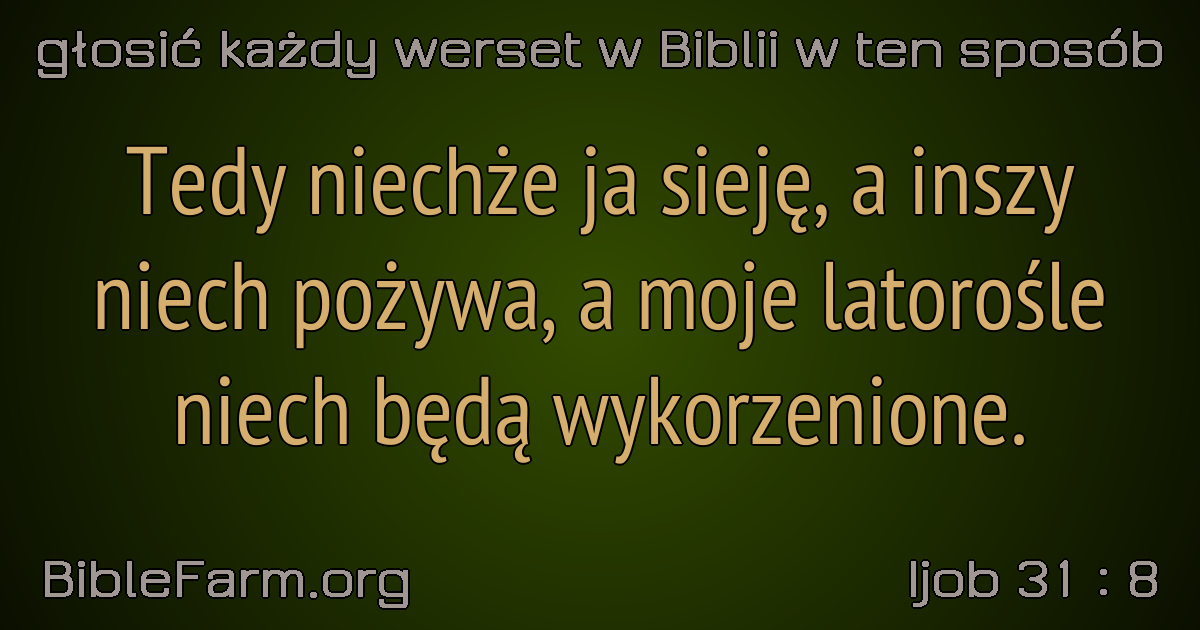 głosić każdy werset w Biblii w ten sposób
Tedy niechże ja sieję, a inszy
niech pożywa, a moje latorośle
niech będą wykorzenione.
BibleFarm.org
Ijob 31 : 8